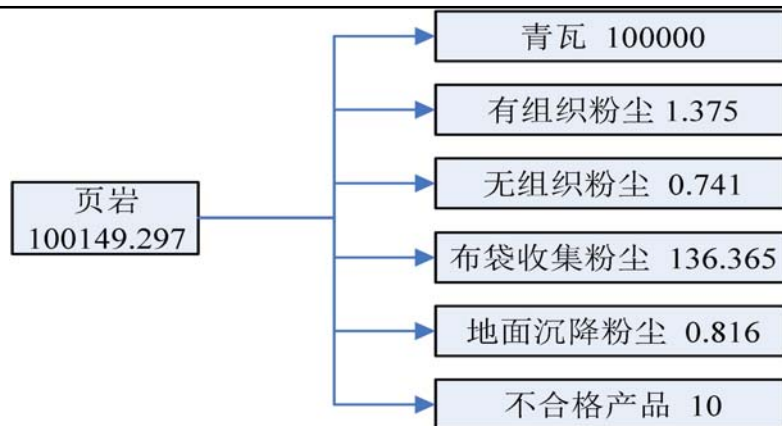 青瓦 100000
有组织粉尘 1.375
无组织粉尘 0.741
页岩
100149.297
布袋收集粉尘 136.365
地面沉降粉尘 0.816
不合格产品 10